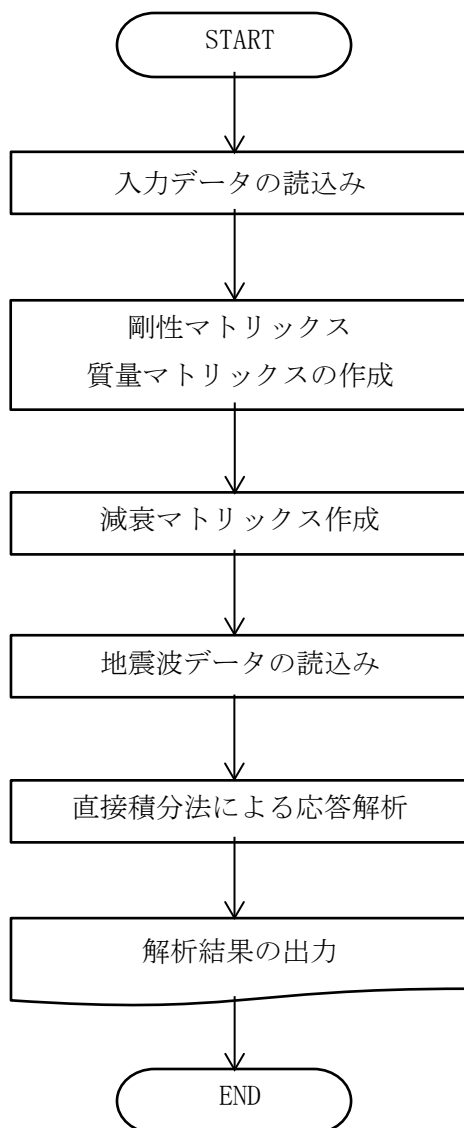 START
入力データの読込み
剛性マトリックス
質量マトリックスの作成
減衰マトリックス作成
地震波データの読込み
直接積分法による応答解析
解析結果の出力
END